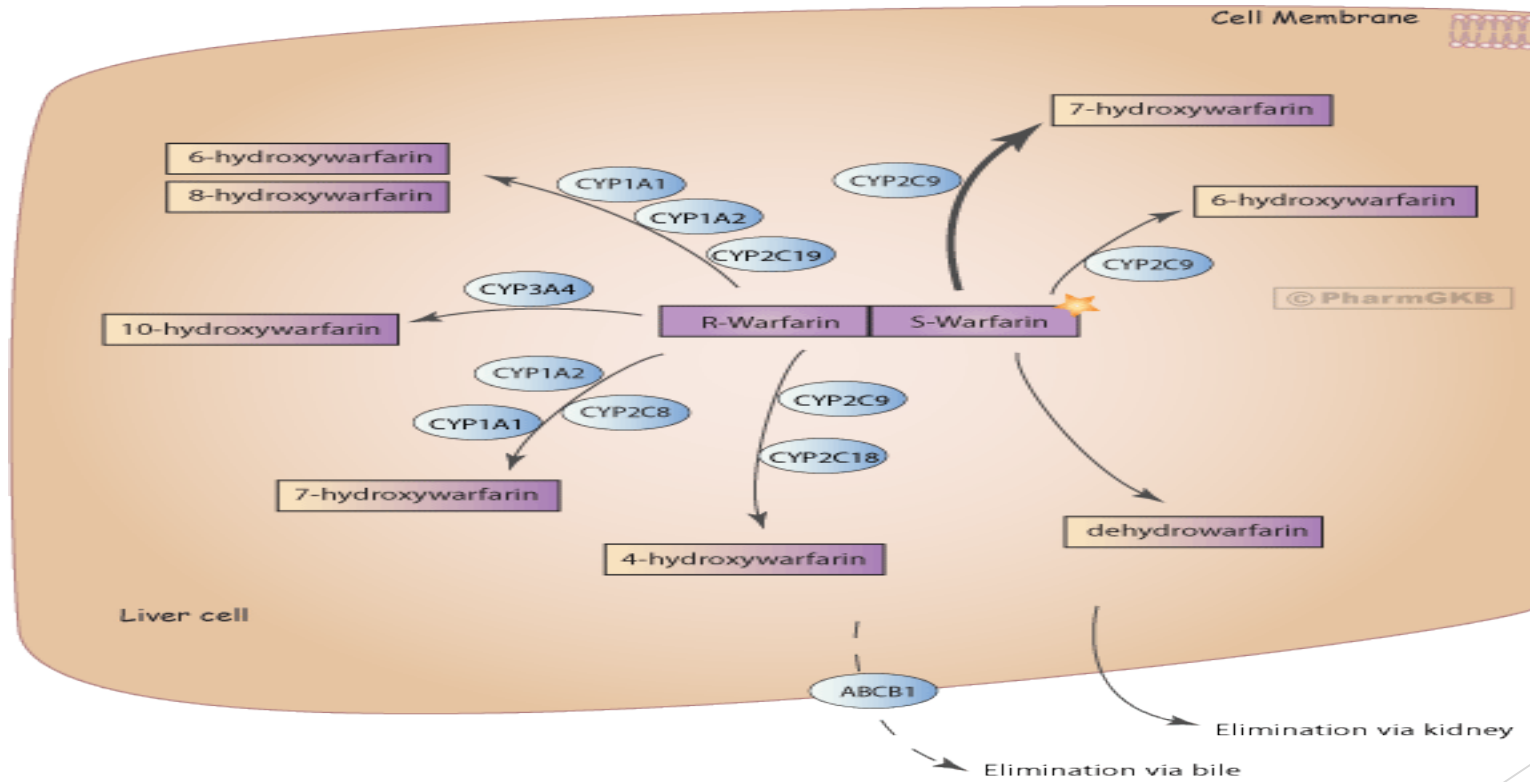 Cell Membrane
7-hydroxywarfarin
6-hydroxywarfarin
8-hydroxywarfarin
CYP1A1
CYP1A2
CYP2C19
CYP2C9
6-hydroxywarfarin
CYP2C9
CYP3A4
© PharmGKB
10-hydroxywarfarin
R-Warfarin
S-Warfarin
CYP1A2
CYP2C8
CYP1A1
CYP2C9
CYP2C18
7-hydroxywarfarin
4-hydroxywarfarin
dehydrowarfarin
Liver cell
ABCB1
Elimination via kidney
Elimination via bile